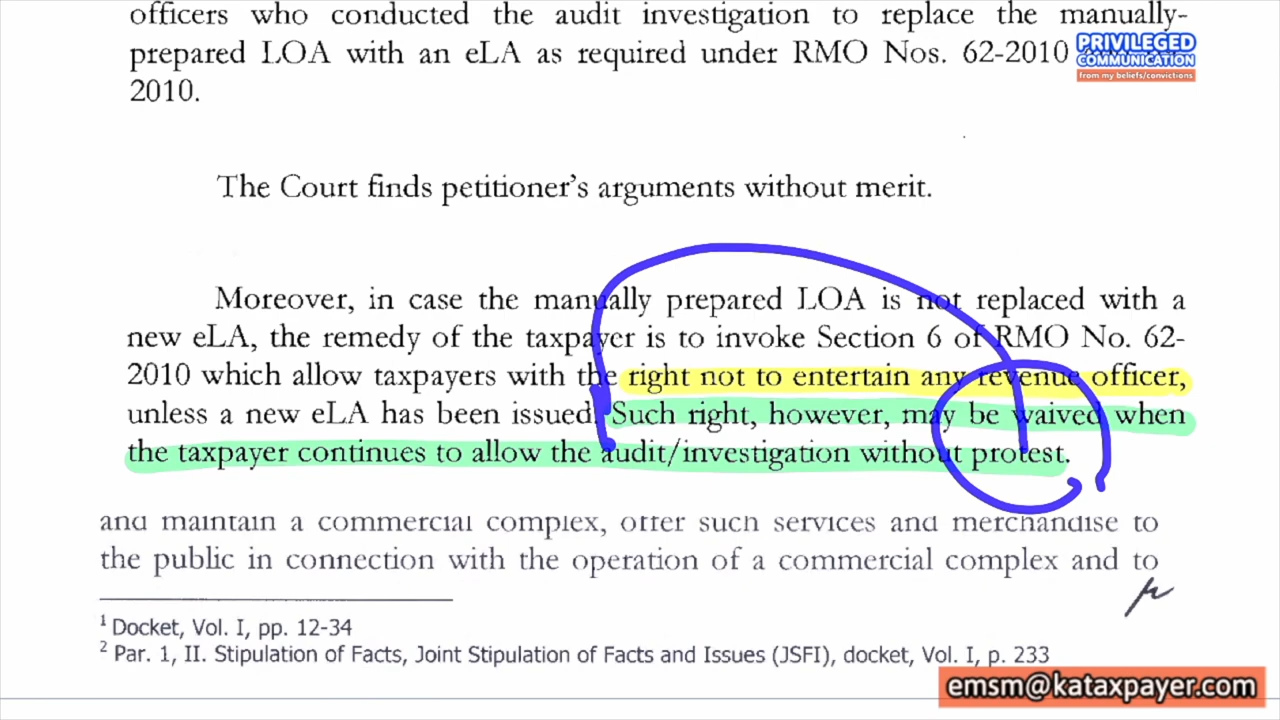 officers who conducted the audit investigation to replace the manually-
prepared LOA with an eLA as required under RMO Nos. 62-2010
2010.
PRIVILEGED
COMMUNICATION
from my beliefs/convictions
The Court finds petitioner's arguments without merit.
Moreover, in case the manually prepared LOA is not replaced with a
new eLA, the remedy of the taxpayer is to invoke Section 6 of RMO No. 62-
2010 which allow taxpayers with the right not to entertain any revenue officer,
unless a new eLA has been issued. Such right, however, may be waived when
the taxpayer continues to allow the audit/investigation without protest.
and maintain a commercial complex, offer such services and merchandise to
the public in connection with the operation of a commercial complex and to
1 Docket, Vol. I, pp. 12-34
2 Par. 1, II. Stipulation of Facts, Joint Stipulation of Facts and Issues (JSFI), docket, Vol. I, p. 233
emsm@kataxpayer.com